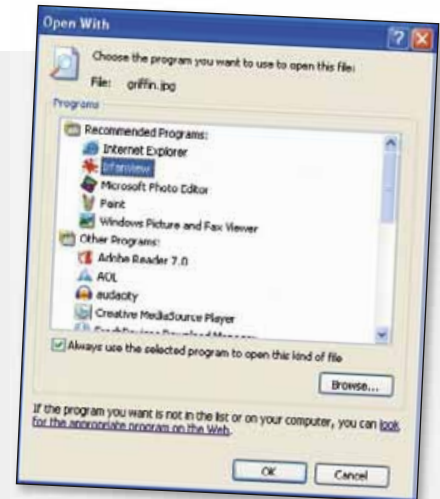 Open With
Choose the program you want to use to open this file:
File: griffin.jpg
Programs
Recommended Programs:
Internet Explorer
IrfanView
Microsoft Photo Editor
Paint
Windows Picture and Fax Viewer
Other Programs:
Adobe Reader 7.0
AOL
audacity
Creative MediaSource Player
Always use the selected program to open this kind of file
Browse...
If the program you want is not in the list or on your computer, you can look
for the appropriate program on the Web.
OK
Cancel